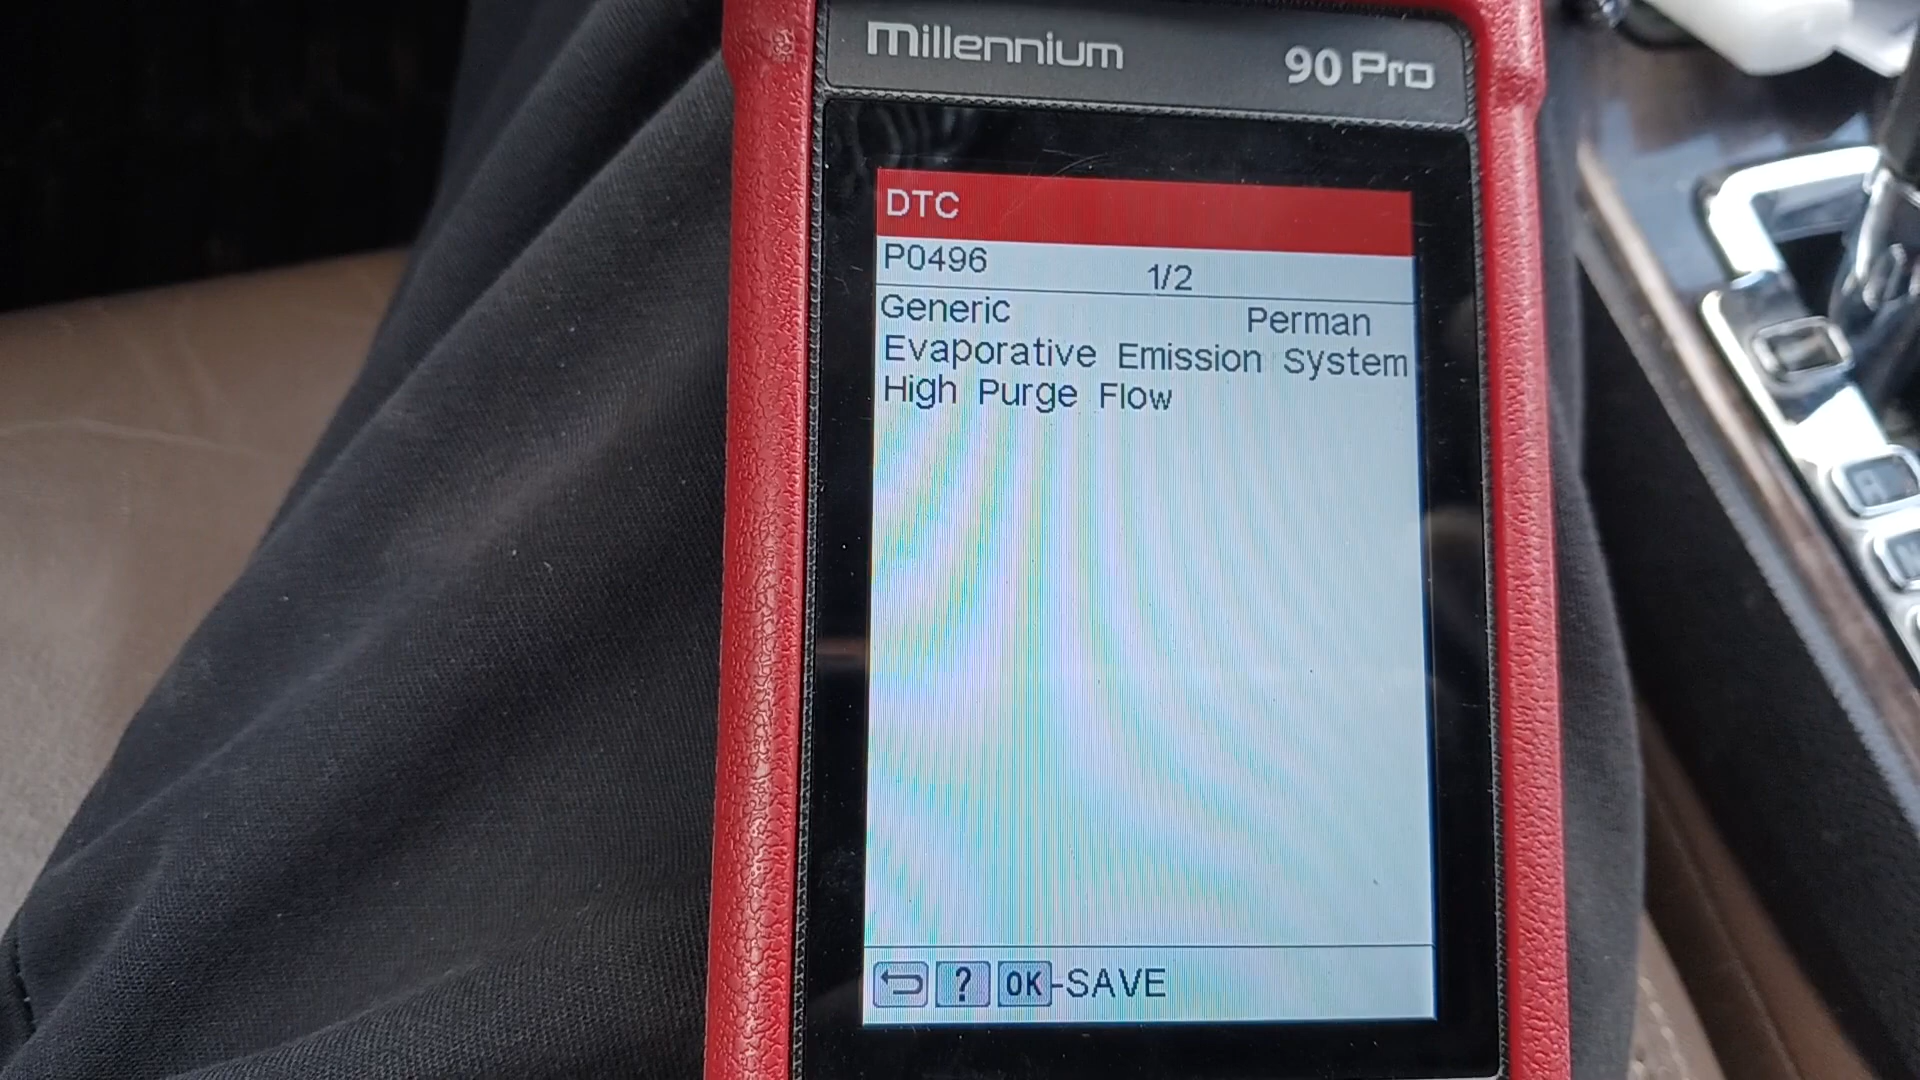 millennium 90 Pro
DTC
P0496 1/2
Generic Perman
Evaporative Emission System
High Purge Flow
? OK-SAVE